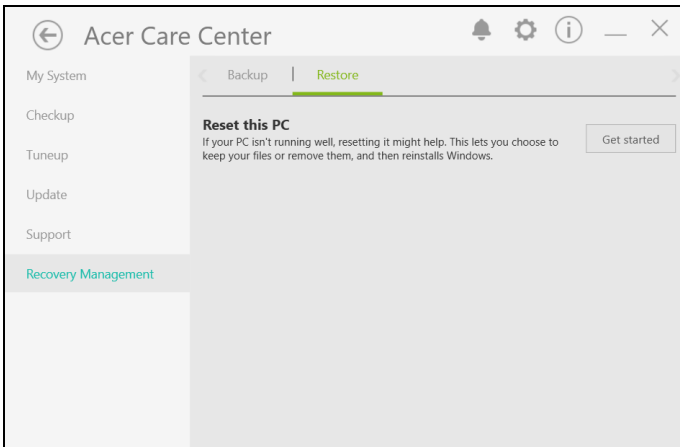 Acer Care Center
My System
Backup | Restore
Checkup
Reset this PC
If your PC isn't running well, resetting it might help. This lets you choose to
keep your files or remove them, and then reinstalls Windows.
Get started
Tuneup
Update
Support
Recovery Management